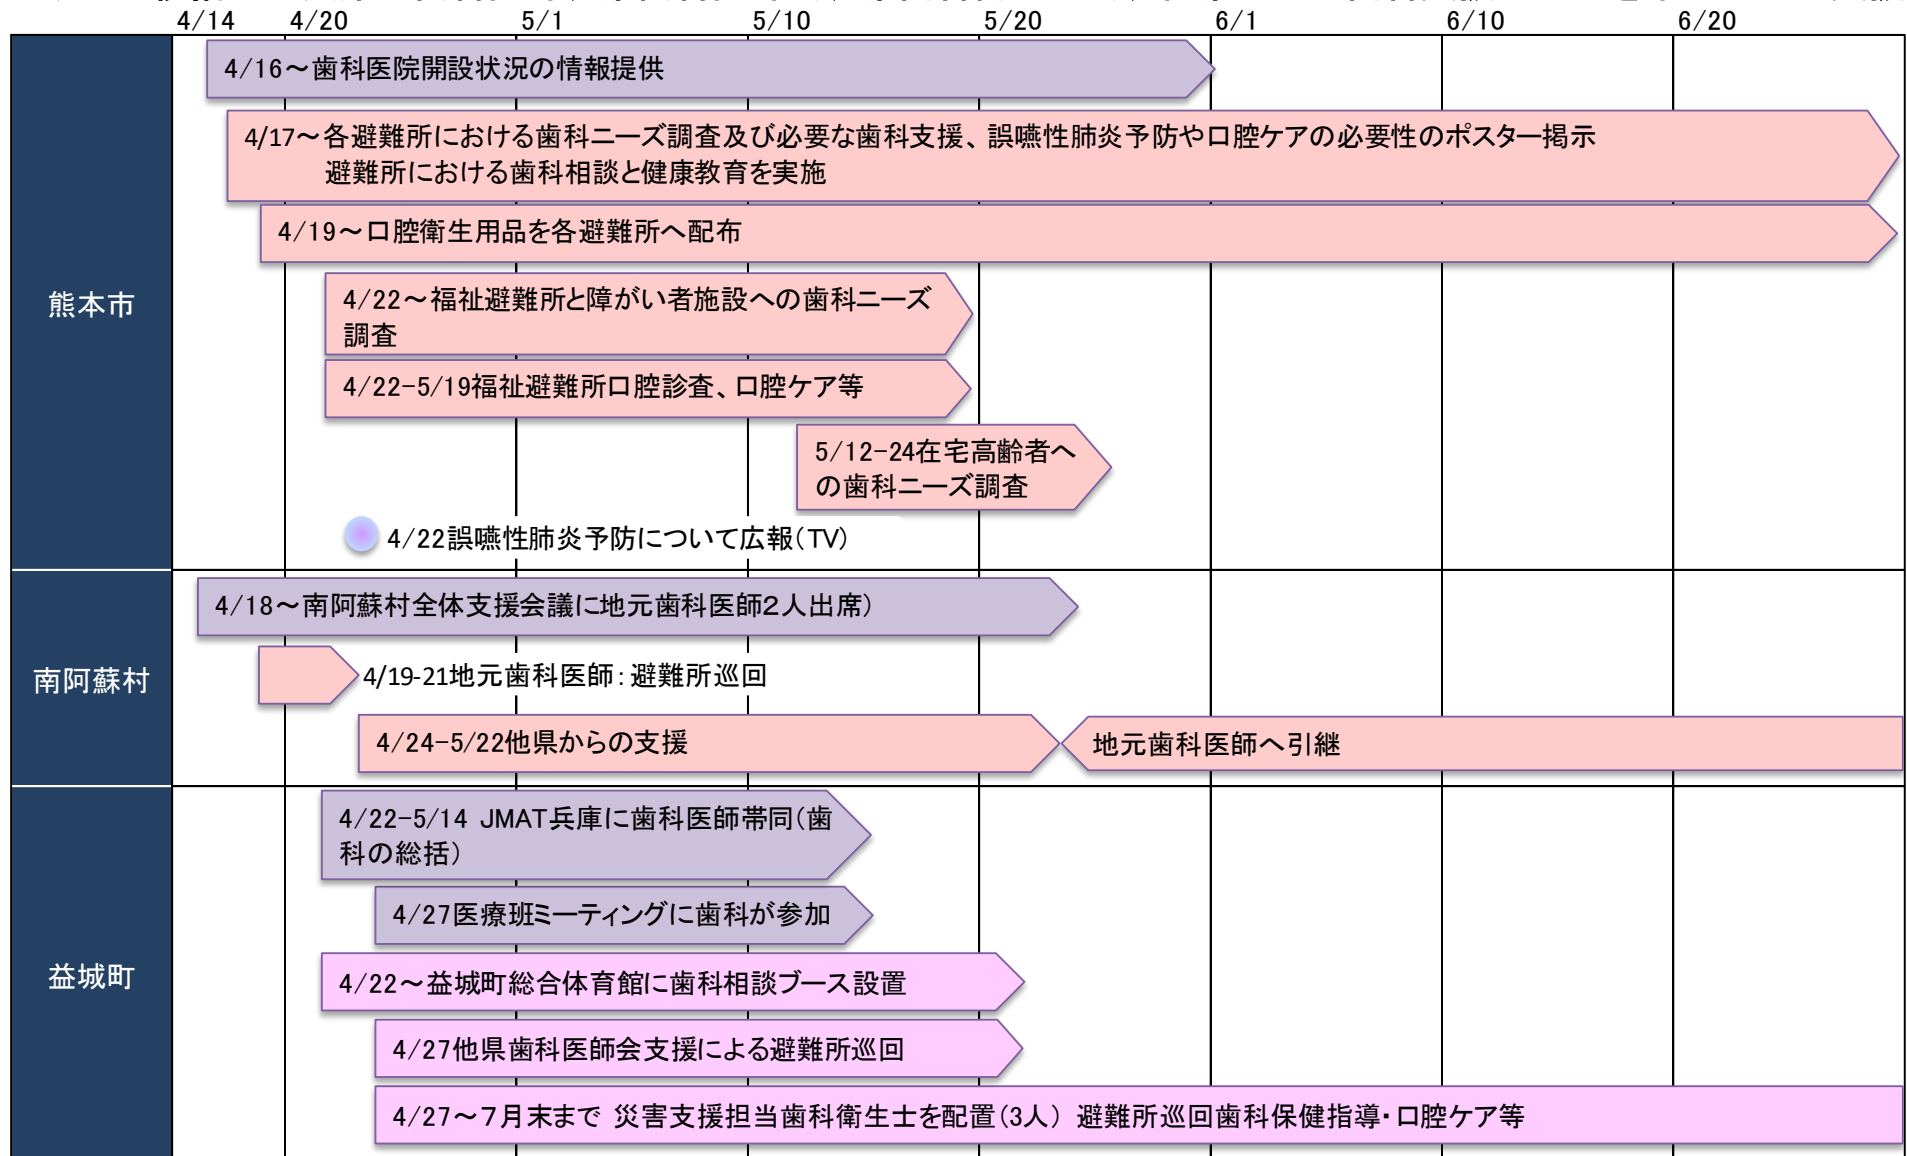 4/14 4/20 5/1 5/10 5/20 6/1 6/10 6/20
熊本市
4/16～歯科医院開設状況の情報提供
4/17～各避難所における歯科ニーズ調査及び必要な歯科支援、誤嚥性肺炎予防や口腔ケアの必要性のポスター掲示
避難所における歯科相談と健康教育を実施
4/19～口腔衛生用品を各避難所へ配布
4/22～福祉避難所と障がい者施設への歯科ニーズ
調査
4/22-5/19福祉避難所口腔診査、口腔ケア等
5/12-24在宅高齢者へ
の歯科ニーズ調査
4/22誤嚥性肺炎予防について広報（TV）
南阿蘇村
4/18～南阿蘇村全体支援会議に地元歯科医師２人出席）
4/19-21地元歯科医師：避難所巡回
4/24-5/22他県からの支援
地元歯科医師へ引継
益城町
4/22-5/14 JMAT兵庫に歯科医師帯同（歯
科の総括）
4/27医療班ミーティングに歯科が参加
4/22～益城町総合体育館に歯科相談ブース設置
4/27他県歯科医師会支援による避難所巡回
4/27～７月末まで 災害支援担当歯科衛生士を配置（3人） 避難所巡回歯科保健指導・口腔ケア等